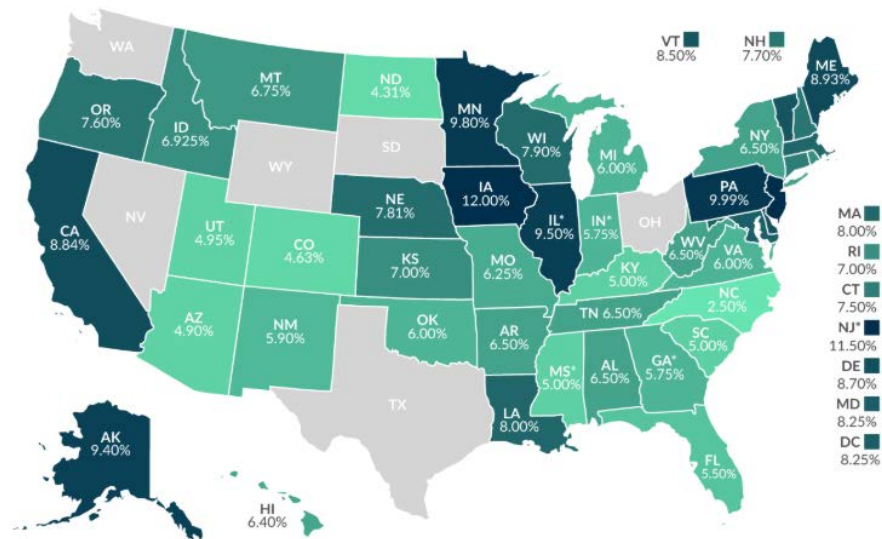 WA
MT
6.75%
ND
4.31%
MN
9.80%
VT
8.50%
NH
7.70%
ME
8.93%
OR
7.60%
ID
6.925%
WY
SD
WI
7.90%
MI
6.00%
NY
6.50%
CA
8.84%
NV
UT
4.95%
CO
4.63%
NE
7.81%
IA
12.00%
IL*
9.50%
IN*
5.75%
OH
PA
9.99%
KS
7.00%
MO
6.25%
KY
5.00%
WV
6.50%
VA
6.00%
MA
8.00%
RI
7.00%
CT
7.50%
NJ*
11.50%
DE
8.70%
MD
8.25%
DC
8.25%
AZ
4.90%
NM
5.90%
OK
6.00%
AR
6.50%
TN 6.50%
NC
2.50%
SC
5.00%
TX
LA
8.00%
MS*
5.00%
AL
6.50%
GA*
5.75%
FL
5.50%
AK
9.40%
HI
6.40%